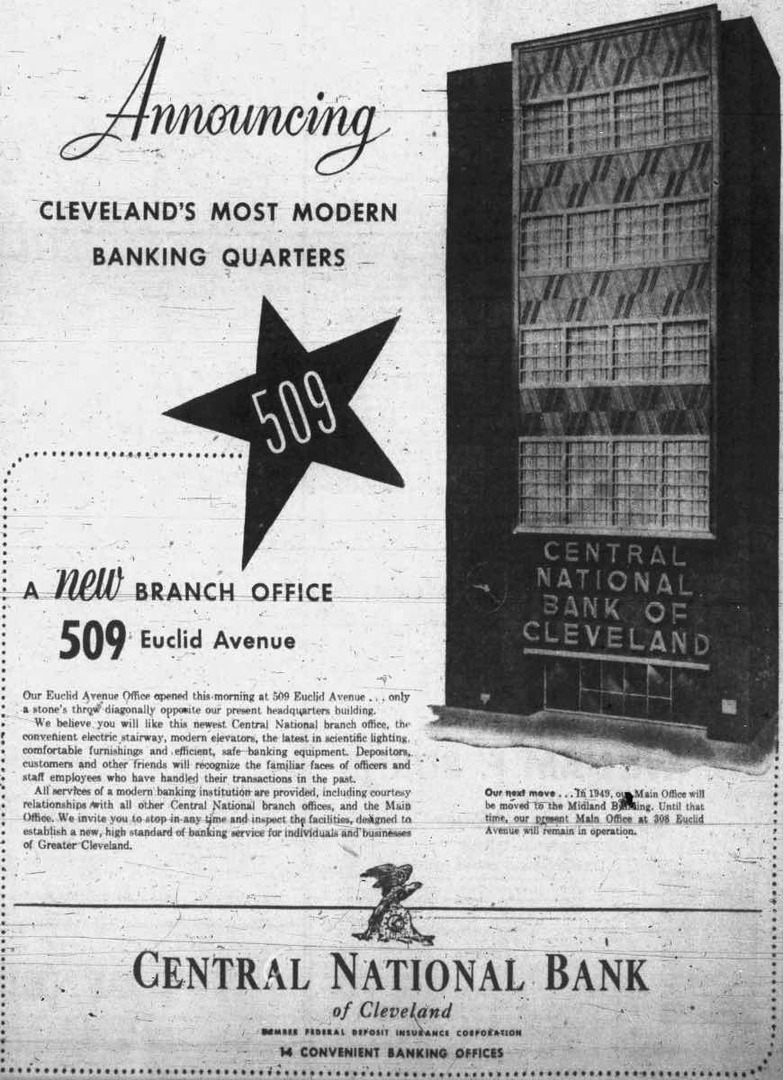 Announcing
CLEVELAND'S MOST MODERN
BANKING QUARTERS
509
A new BRANCH OFFICE
509 Euclid Avenue
Our Euclid Avenue Office opened this morning at 509 Euclid Avenue . . . only
a stone's throw diagonally opposite our present headquarters building.
We believe you will like this newest Central National branch office, the
convenient electric stairway, modern elevators, the latest in scientific lighting,
comfortable furnishings and efficient, safe banking equipment. Depositors,
customers and other friends will recognize the familiar faces of officers and
staff employees who have handled their transactions in the past.
All services of a modern banking institution are provided, including courtesy
relationships with all other Central National branch offices, and the Main
Office. We invite you to stop in any time and inspect the facilities, designed to
establish a new, high standard of banking service for individuals and businesses
of Greater Cleveland.
CENTRAL
NATIONAL
BANK OF
CLEVELAND
Our next move . . . In 1949, our Main Office will
be moved to the Midland Building. Until that
time, our present Main Office at 308 Euclid
Avenue will remain in operation.
CENTRAL NATIONAL BANK
of Cleveland
MEMBER FEDERAL DEPOSIT INSURANCE CORPORATION
14 CONVENIENT BANKING OFFICES